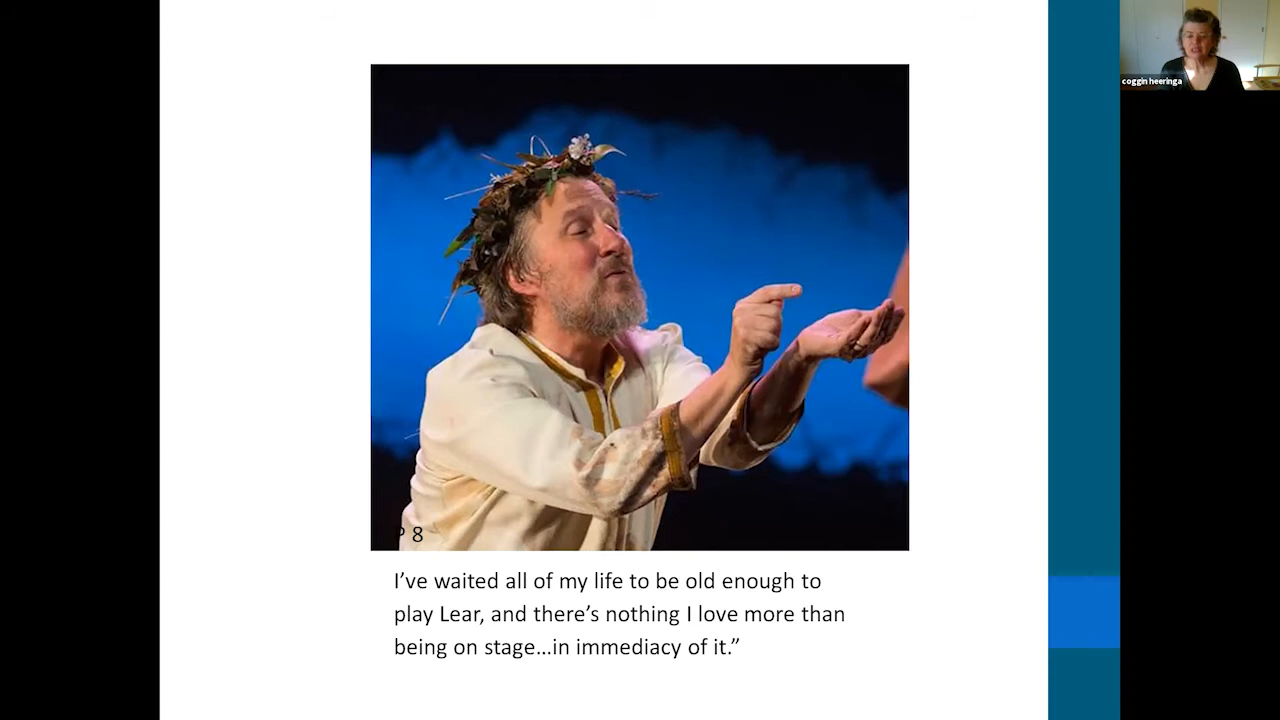 coggin heeringa
P 8
I’ve waited all of my life to be old enough to
play Lear, and there’s nothing I love more than
being on stage…in immediacy of it.”